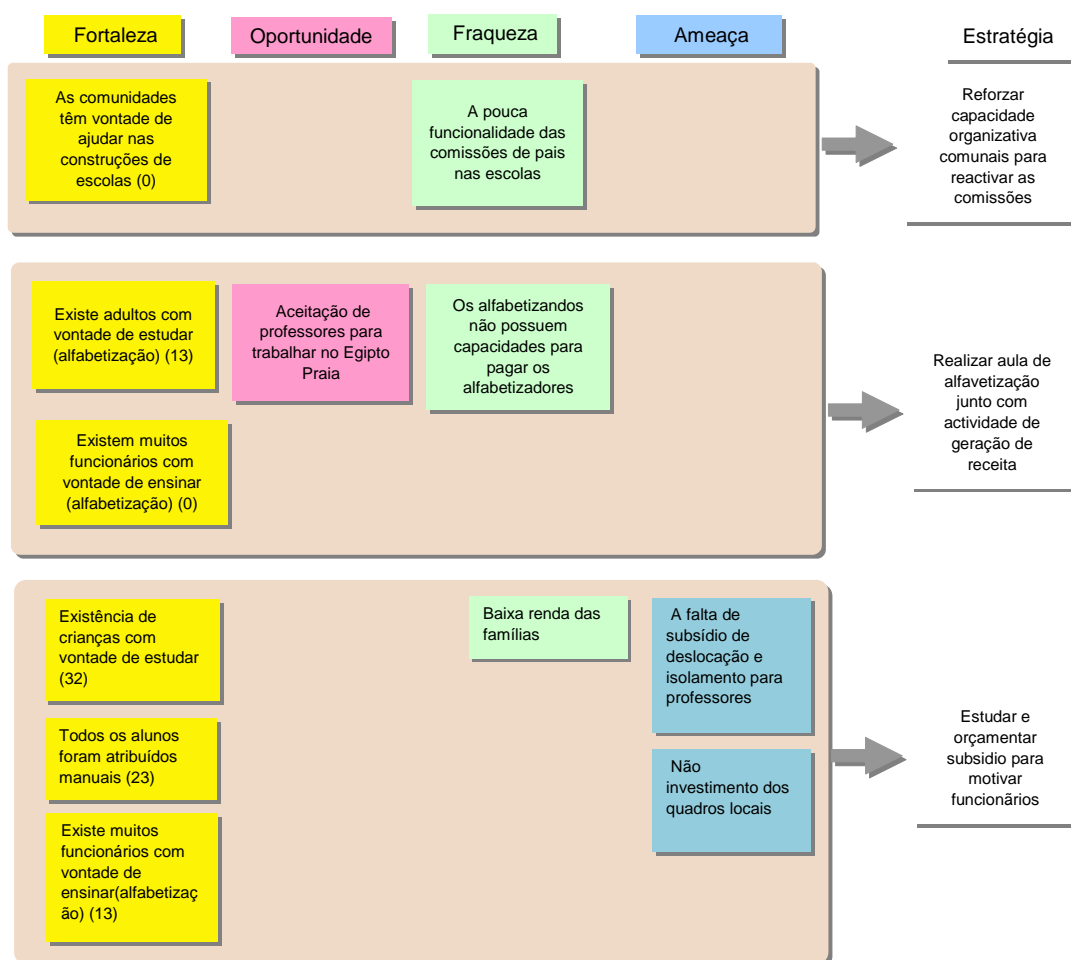 Fortaleza
Oportunidade
Fraqueza
Ameaça
Estratégia
As comunidades
têm vontade de
ajudar nas
construções de
escolas (0)
A pouca
funcionalidade das
comissões de pais
nas escolas
Reforzar
capacidade
organizativa
comunais para
reactivar as
comissões
Existe adultos com
vontade de estudar
(alfabetização) (13)
Existem muitos
funcionários com
vontade de ensinar
(alfabetização) (0)
Aceitação de
professores para
trabalhar no Egipto
Praia
Os alfabetizandos
não possuem
capacidades para
pagar os
alfabetizadores
Realizar aula de
alfavetização
junto com
actividade de
geração de
receita
Existência de
crianças com
vontade de estudar
(32)
Todos os alunos
foram atribuídos
manuais (23)
Existe muitos
funcionários com
vontade de
ensinar(alfabetizaç
ão) (13)
Baixa renda das
famílias
A falta de
subsídio de
deslocação e
isolamento para
professores
Não
investimento dos
quadros locais
Estudar e
orçamentar
subsidio para
motivar
funcionãrios